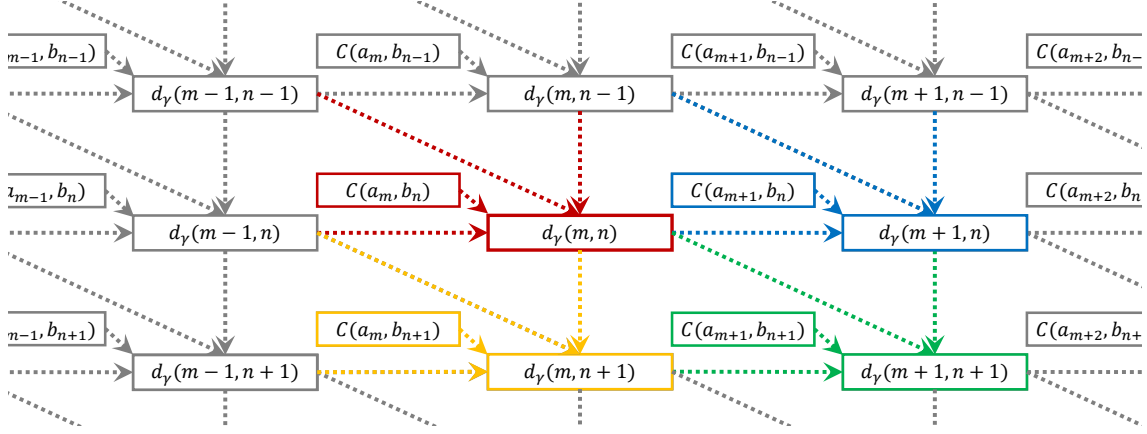 m−1, bₙ₋₁)
C(aₘ, bₙ₋₁)
C(aₘ₊₁, bₙ₋₁)
C(aₘ₊₂, bₙ₋
dᵧ(m − 1, n − 1)
dᵧ(m, n − 1)
dᵧ(m + 1, n − 1)
aₘ₋₁, bₙ)
C(aₘ, bₙ)
C(aₘ₊₁, bₙ)
C(aₘ₊₂, bₙ
dᵧ(m − 1, n)
dᵧ(m, n)
dᵧ(m + 1, n)
m−1, bₙ₊₁)
C(aₘ, bₙ₊₁)
C(aₘ₊₁, bₙ₊₁)
C(aₘ₊₂, bₙ₊
dᵧ(m − 1, n + 1)
dᵧ(m, n + 1)
dᵧ(m + 1, n + 1)